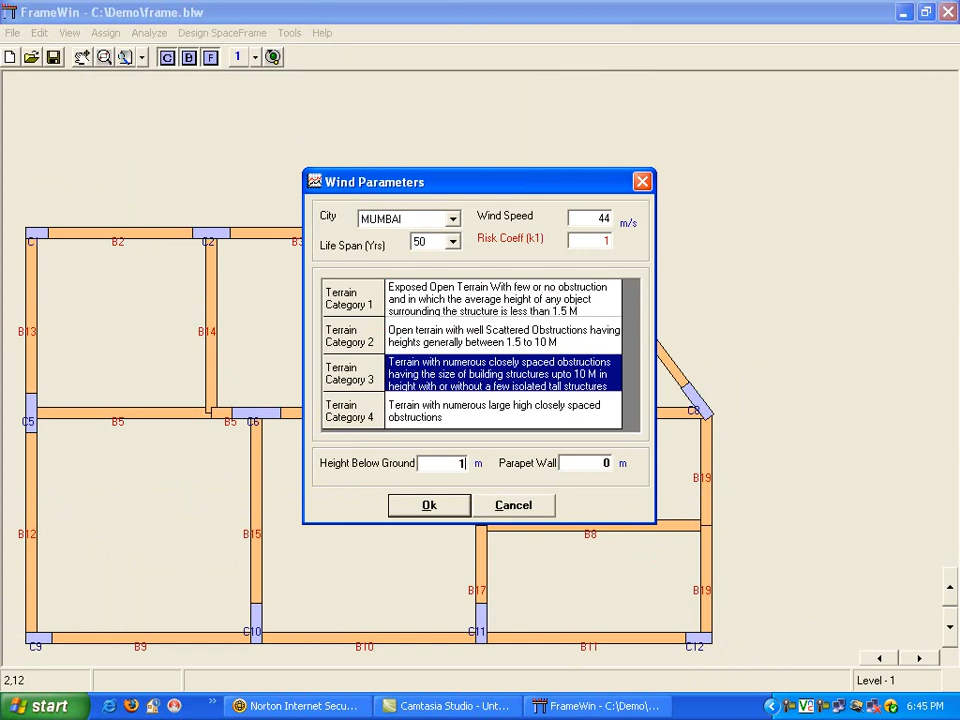 FrameWin - C:\Demo\frame.blw
File Edit View Assign Analyze Design SpaceFrame Tools Help
C B F 1
Wind Parameters
City MUMBAI Wind Speed 44 m/s
Life Span (Yrs) 50 Risk Coeff (k1) 1
Terrain Category 1
Exposed Open Terrain With few or no obstruction
and in which the average height of any object
surrounding the structure is less than 1.5 M
Terrain Category 2
Open terrain with well Scattered Obstructions having
heights generally between 1.5 to 10 M
Terrain Category 3
Terrain with numerous closely spaced obstructions
having the size of building structures upto 10 M in
height with or without a few isolated tall structures
Terrain Category 4
Terrain with numerous large high closely spaced
obstructions
Height Below Ground 1 m Parapet Wall 0 m
Ok Cancel
B2 C2 B3
B13 B14
C5 B5 B5 C6 C8
B19
B12 B15 B8
B17 B19
C10 C11
C9 B9 B10 B11 C12
2,12 Level - 1
start Norton Internet Secu... Camtasia Studio - Unt... FrameWin - C:\Demo\... V2 6:45 PM